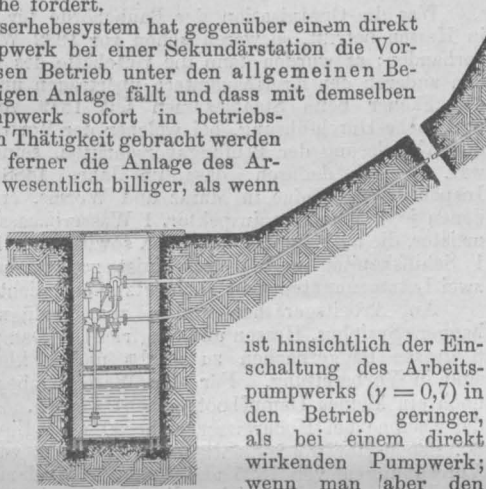 he fördert.
serhebesystem hat gegenüber einem direkt
pwerk bei einer Sekundärstation die Vor-
sen Betrieb unter den allgemeinen Be-
igen Anlage fällt und dass mit demselben
mpwerk sofort in betriebs-
n Thätigkeit gebracht werden
ferner die Anlage des Ar-
wesentlich billiger, als wenn
ist hinsichtlich der Ein-
schaltung des Arbeits-
pumpwerks (γ = 0,7) in
den Betrieb geringer,
als bei einem direkt
wirkenden Pumpwerk;
wenn man aber den